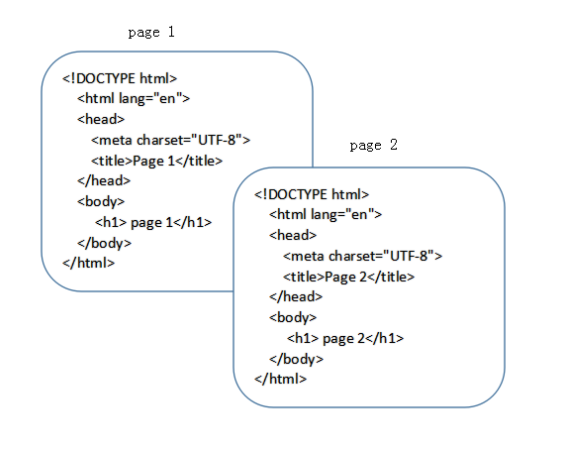 page 1
<!DOCTYPE html>
<html lang="en">
<head>
<meta charset="UTF-8">
<title>Page 1</title>
</head>
<body>
<h1> page 1</h1>
</body>
</html>
page 2
<!DOCTYPE html>
<html lang="en">
<head>
<meta charset="UTF-8">
<title>Page 2</title>
</head>
<body>
<h1> page 2</h1>
</body>
</html>